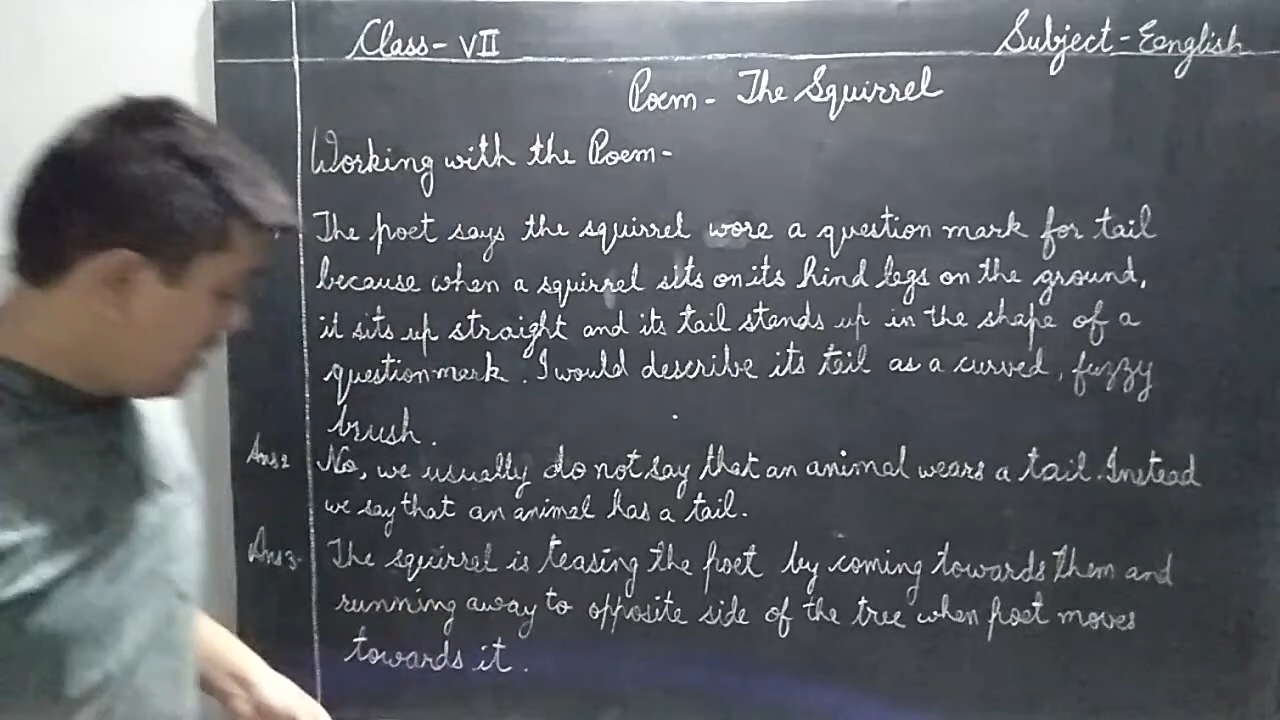 Class- VII
Subject- Eenglish
Poem- The Squirrel
Working with the Poem-
The poet says the squirrel wore a question mark for tail
because when a squirrel sits on its hind legs on the ground,
it sits up straight and its tail stands up in the shape of a
question mark. I would describe its teil as a curved, fuzzy
brush.
Ans2 No, we usually do not say that an animal wears a tail. Instead
we say that an animal has a tail.
Ans3- The squirrel is teasing the poet by coming towards them and
running away to opposite side of the tree when poet moves
towards it.